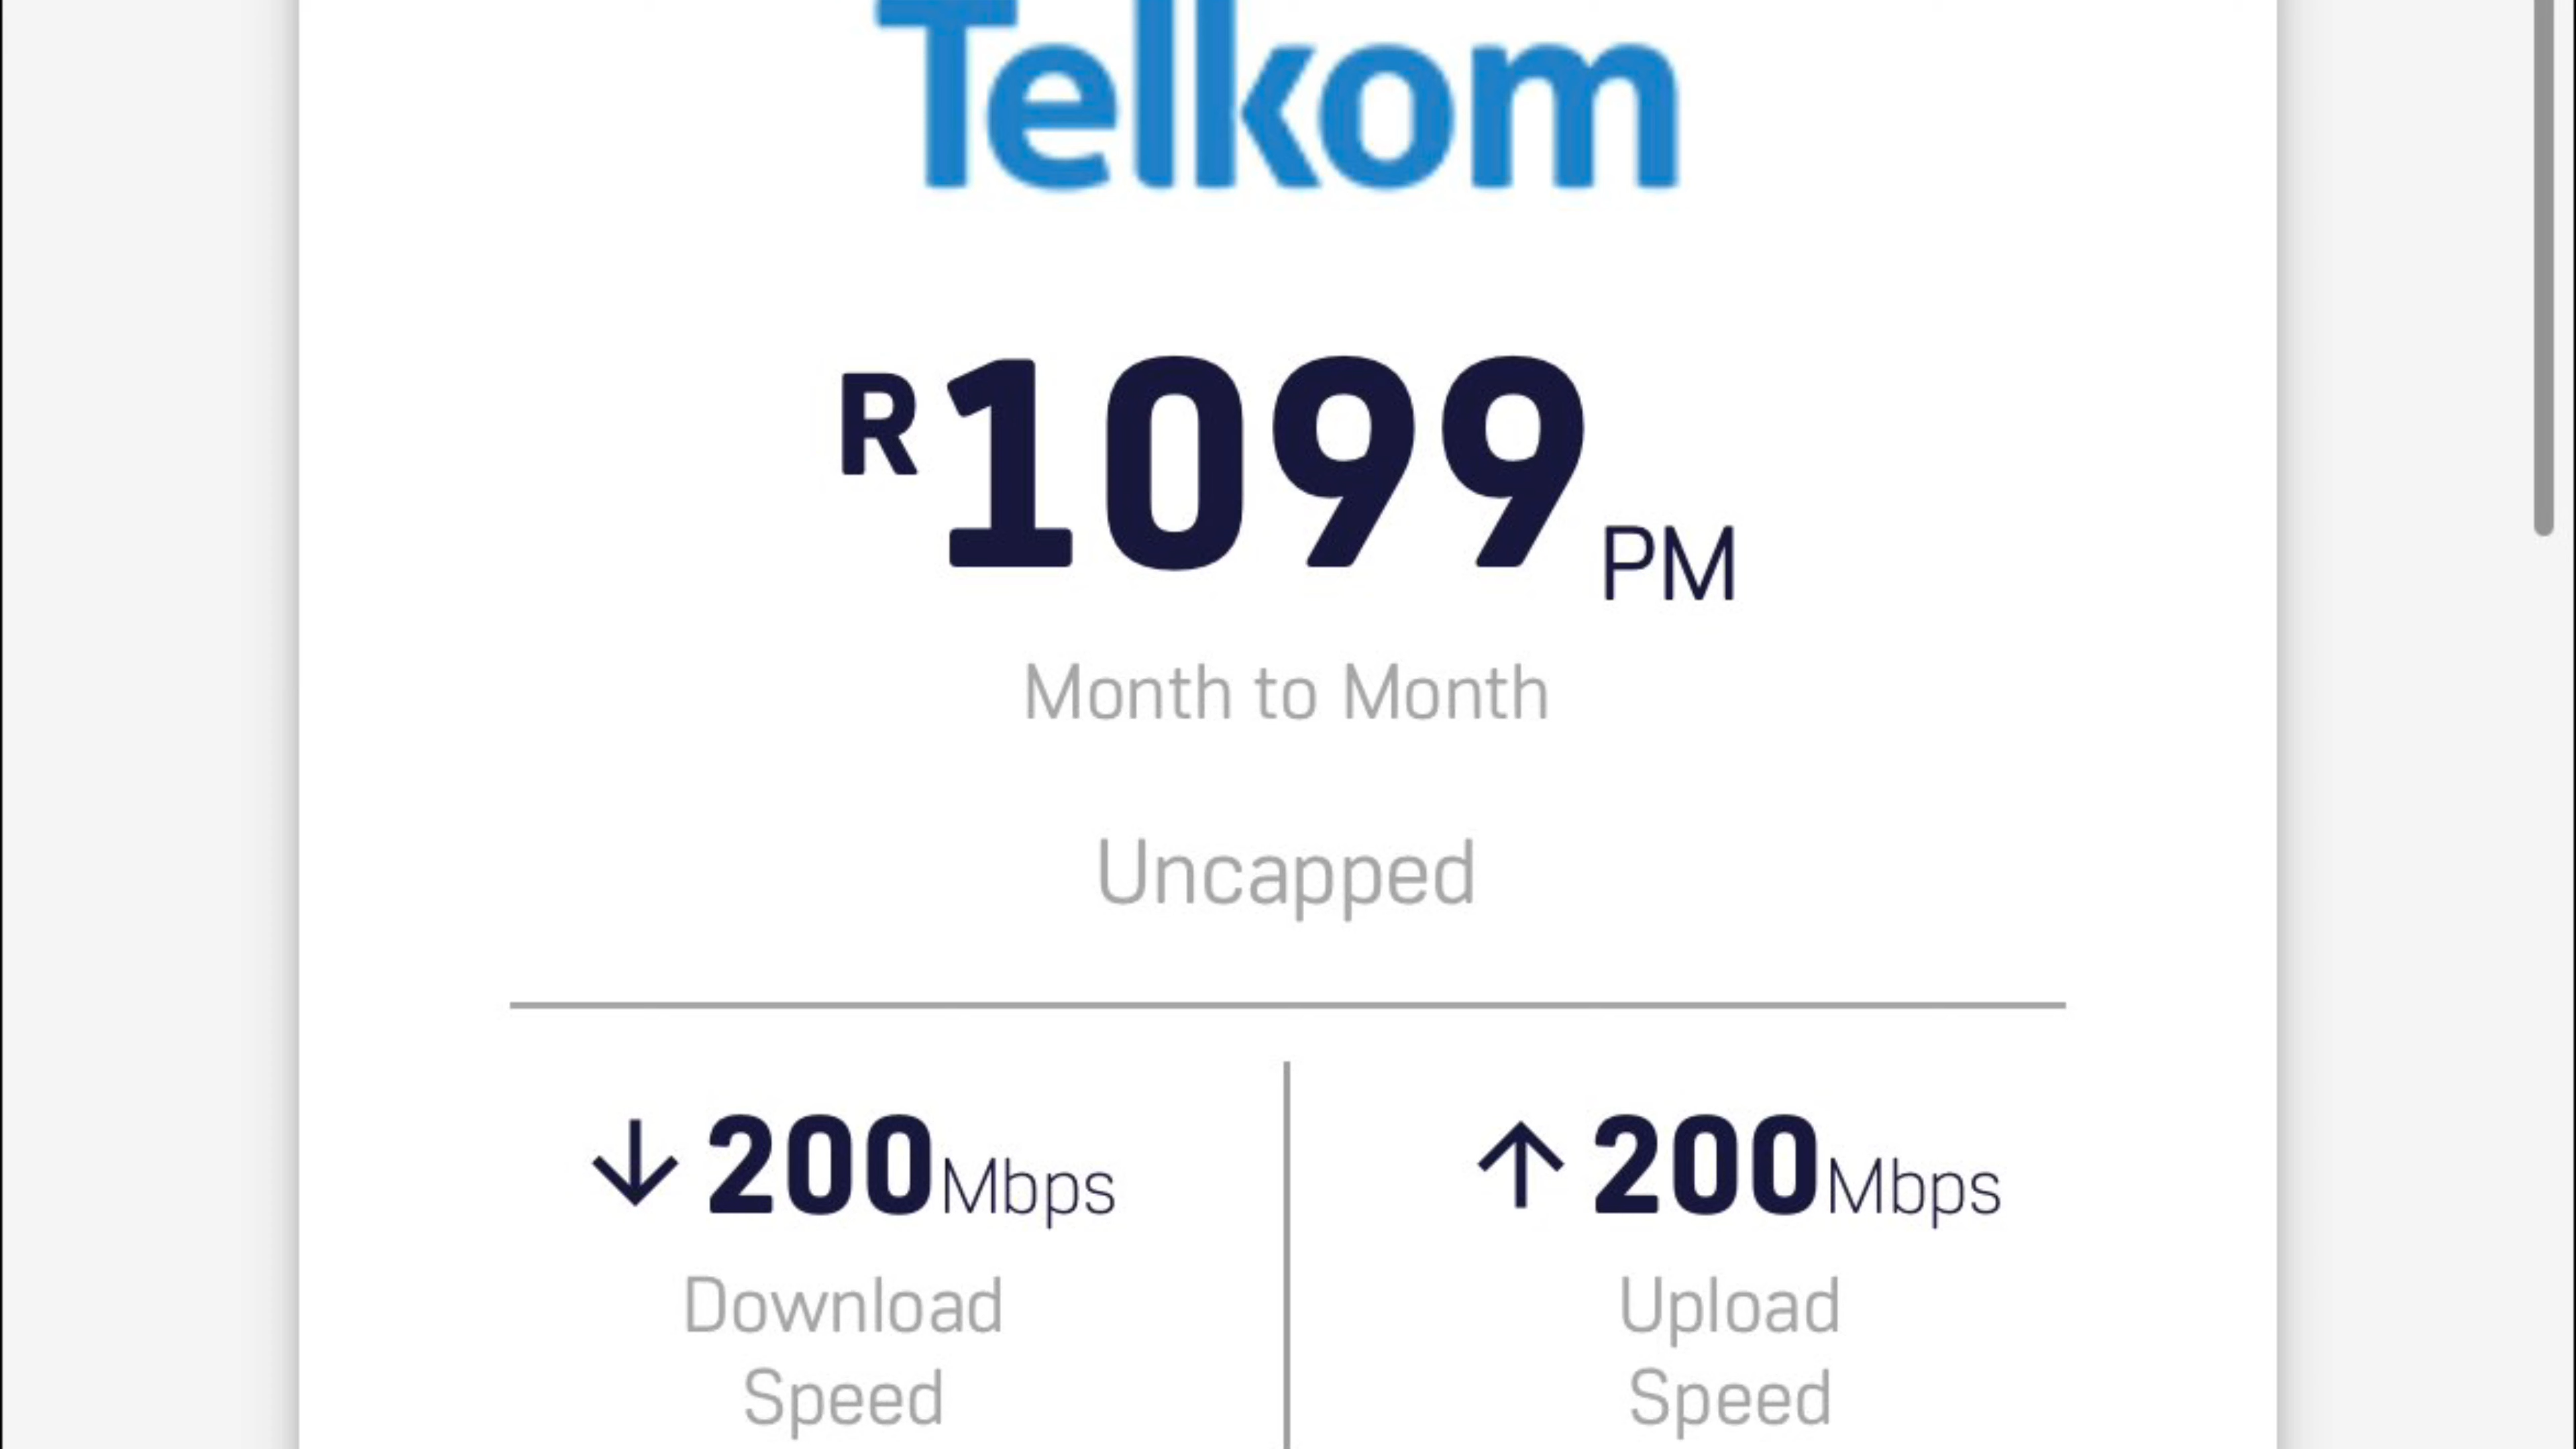 Telkom
R1099PM
Month to Month
Uncapped
↓ 200Mbps
Download
Speed
↑ 200Mbps
Upload
Speed